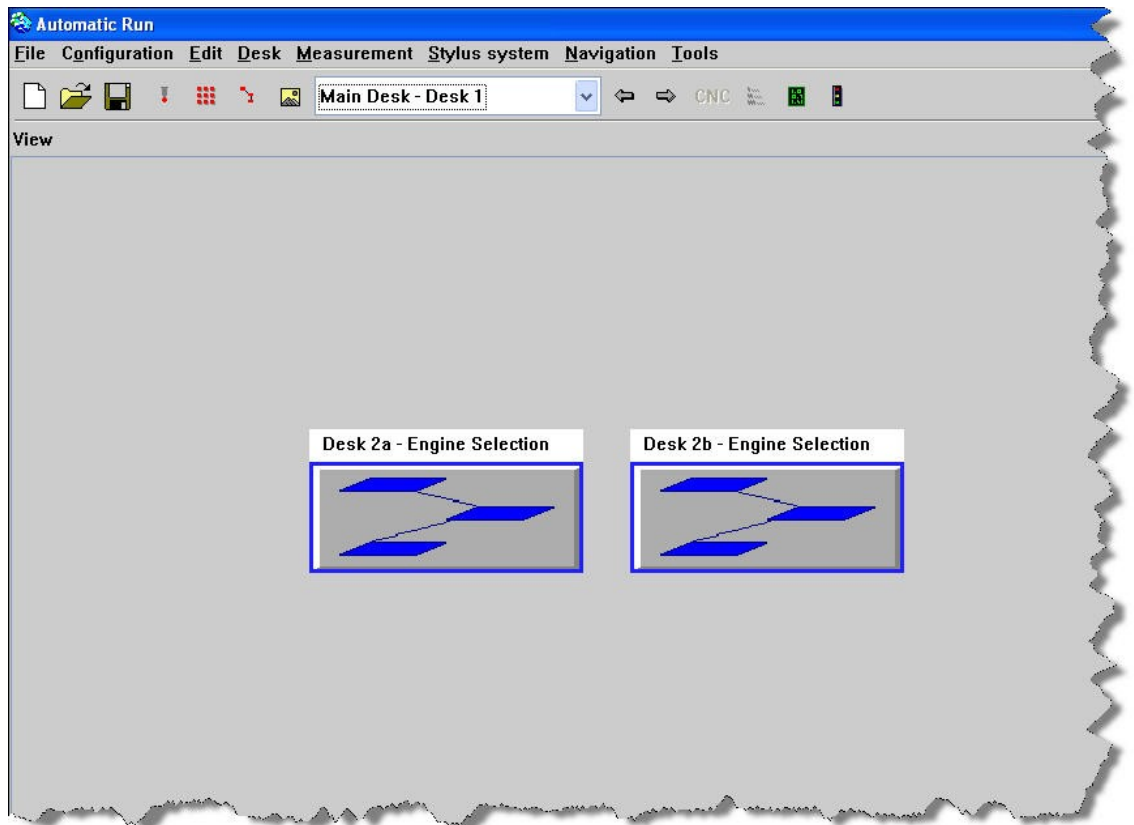 Automatic Run
File Configuration Edit Desk Measurement Stylus system Navigation Tools
Main Desk - Desk 1 CNC
View
Desk 2a - Engine Selection Desk 2b - Engine Selection